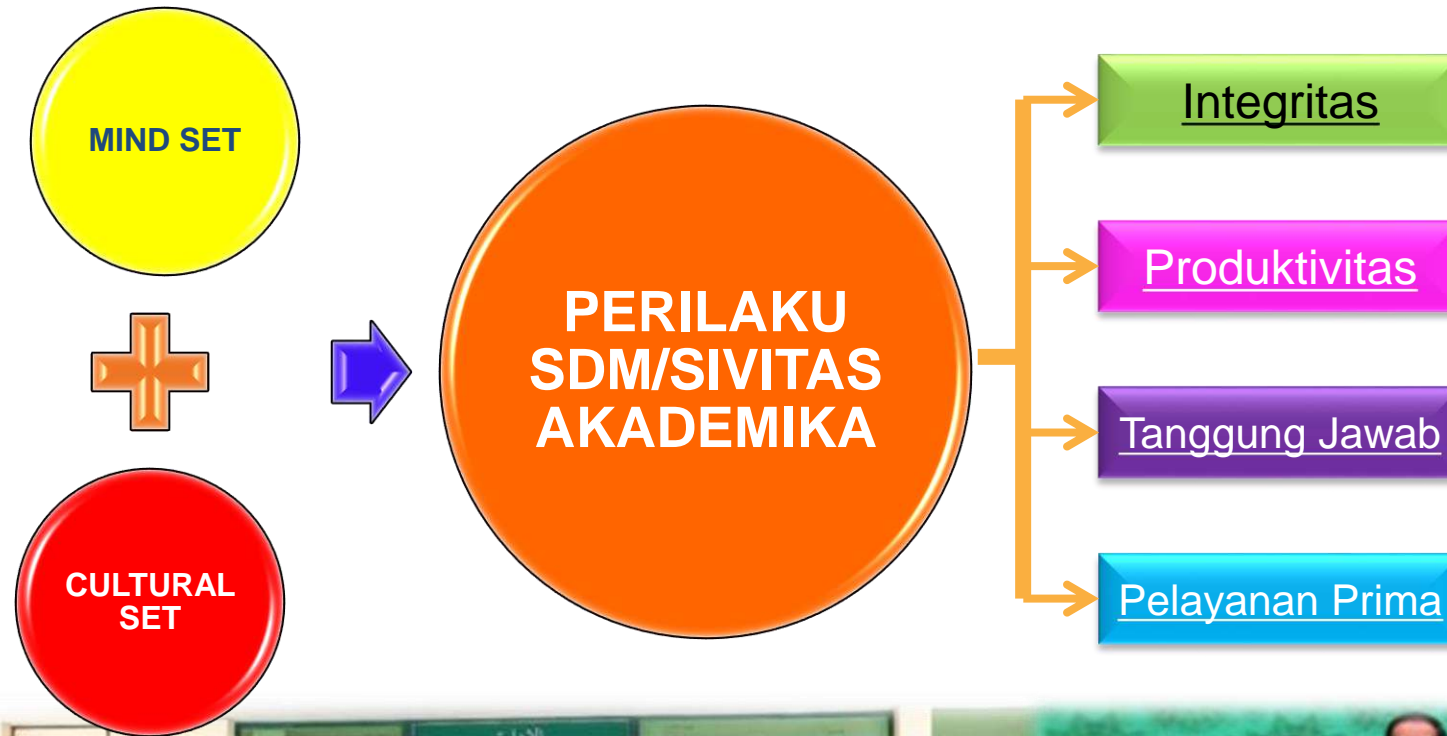 MIND SET
CULTURAL
SET
PERILAKU
SDM/SIVITAS
AKADEMIKA
Integritas
Produktivitas
Tanggung Jawab
Pelayanan Prima